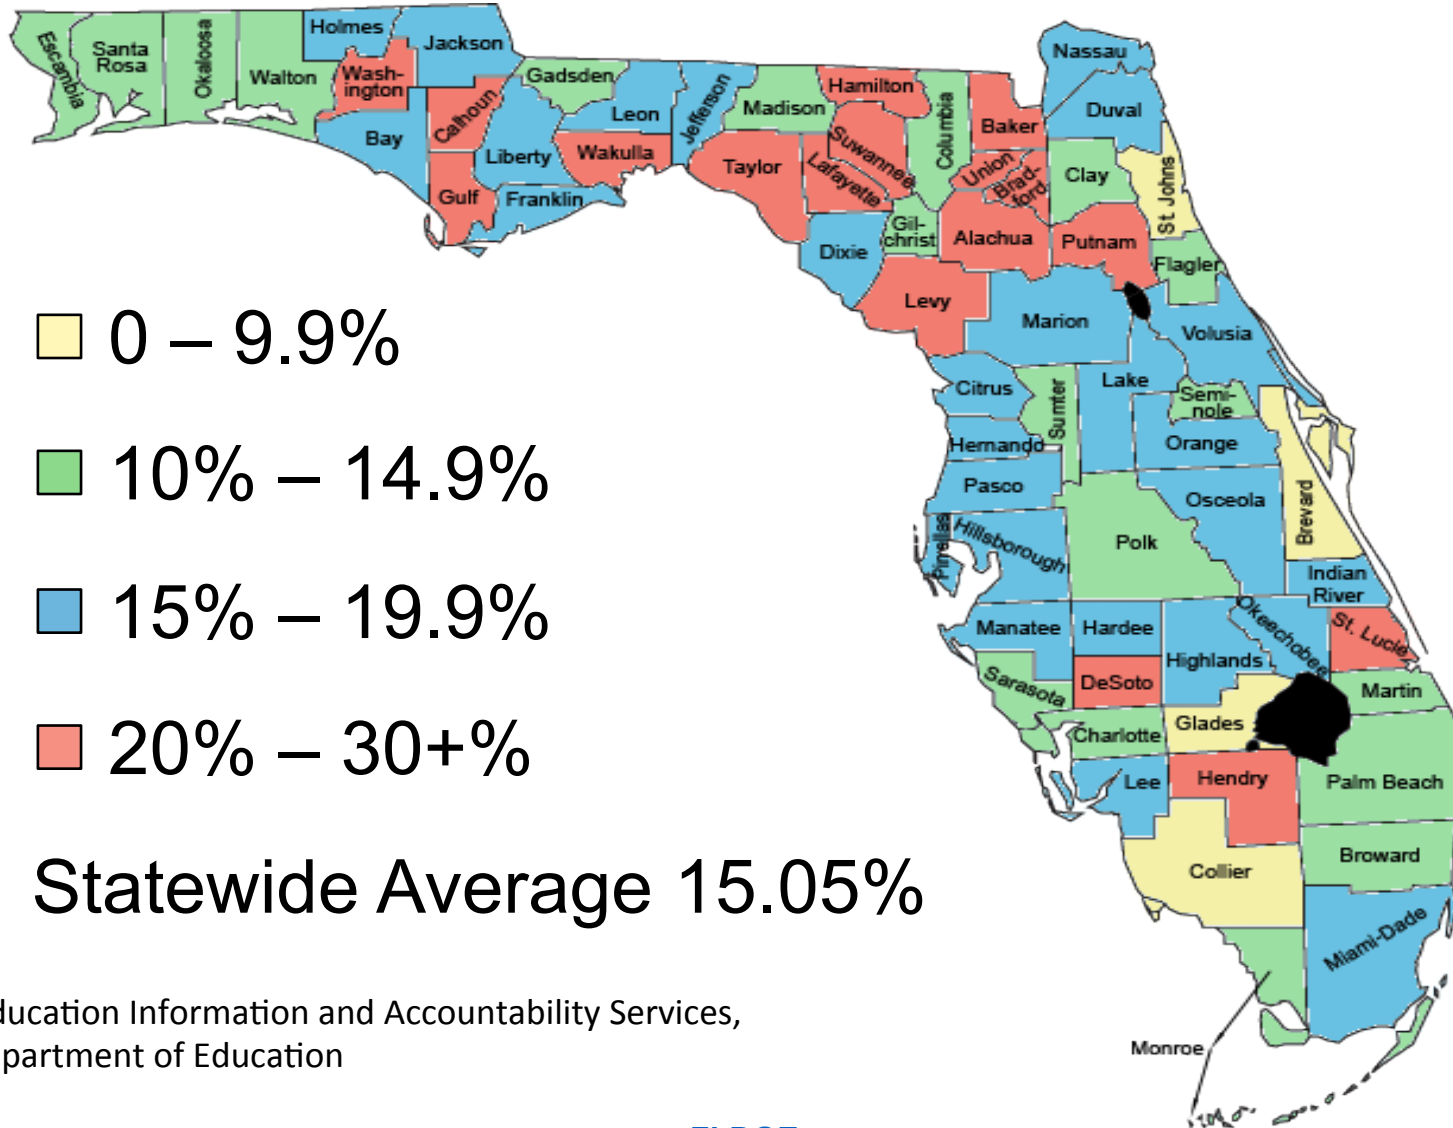 Escambia
Santa
Rosa
Okaloosa
Walton
Holmes
Wash-
ington
Jackson
Bay
Calhoun
Gulf
Gadsden
Liberty
Franklin
Leon
Wakulla
Jefferson
Madison
Taylor
Hamilton
Suwannee
Lafayette
Columbia
Baker
Union
Brad-
ford
Nassau
Duval
Clay
St. Johns
Dixie
Gil-
christ
Alachua
Putnam
Flagler
Levy
Marion
Volusia
Citrus
Sumter
Lake
Semi-
nole
Hernando
Orange
Pasco
Osceola
Brevard
Pinellas
Hillsborough
Polk
Indian
River
Manatee
Hardee
Highlands
Okeechobee
St. Lucie
Sarasota
DeSoto
Martin
Charlotte
Glades
Lee
Hendry
Palm Beach
Collier
Broward
Miami-Dade
Monroe
0 – 9.9%
10% – 14.9%
15% – 19.9%
20% – 30+%
Statewide Average 15.05%
ducation Information and Accountability Services,
partment of Education